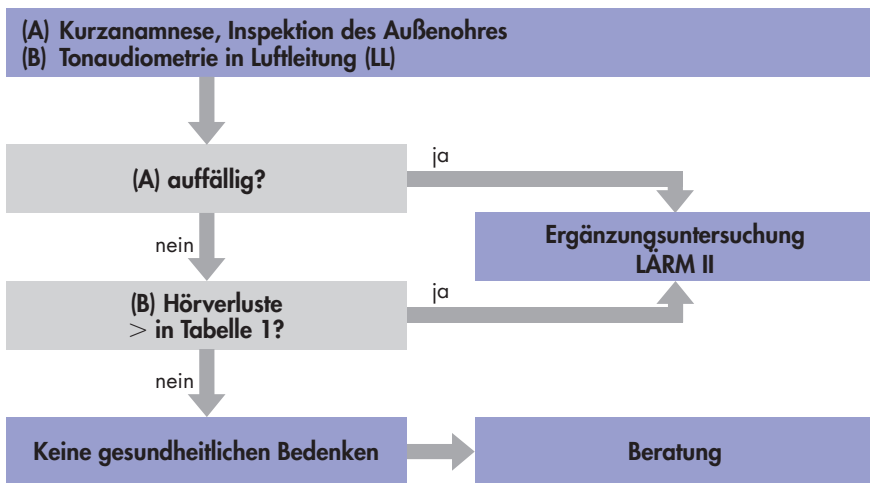 (A) Kurzanamnese, Inspektion des Außenohres
(B) Tonaudiometrie in Luftleitung (LL)
(A) auffällig?
ja
nein
Ergänzungsuntersuchung
LÄRM II
(B) Hörverluste
> in Tabelle 1?
ja
nein
Keine gesundheitlichen Bedenken
Beratung